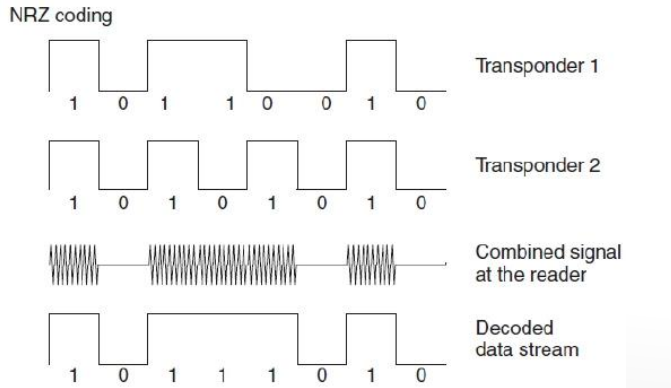 NRZ coding
Transponder 1
1 0 1 1 0 0 1 0
Transponder 2
1 0 1 0 1 0 1 0
Combined signal
at the reader
Decoded
data stream
1 0 1 1 1 0 1 0